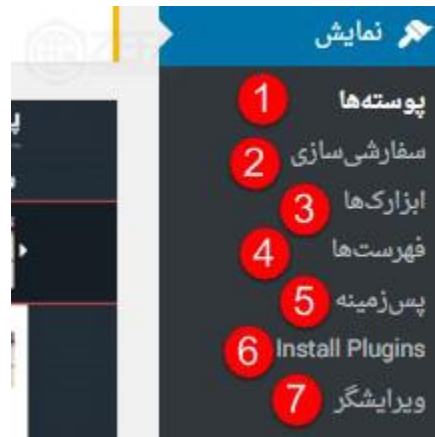 نمایش
پوسته‌ها 1
سفارشی‌سازی 2
ابزارک‌ها 3
فهرست‌ها 4
پس‌زمینه 5
Install Plugins 6
ویرایشگر 7